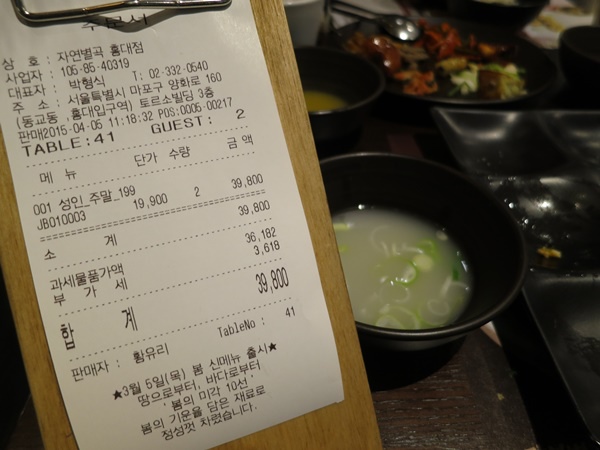 주문서
상 호 : 자연별곡 홍대점
사업자 : 105-85-40319
대표자 : 박형식 T: 02-332-0540
주 소 : 서울특별시 마포구 양화로 160
(동교동 ,홍대입구역) 토르소빌딩 3층
판매2015-04-05 11:18:32 POS:0005-00217
TABLE:41 GUEST: 2
메 뉴 단가 수량 금 액
001 성인_주말_199
JB010003 19,900 2 39,800
소 계 39,800
과세물품가액 36,182
부 가 세 3,618
합 계 39,800
판매자 : 황유리 TableNo : 41
★3월 5일(목) 봄 신메뉴 출시★
땅으로부터, 바다로부터
봄의 미각 10선,
봄의 기운을 담은 재료로
정성껏 차렸습니다.